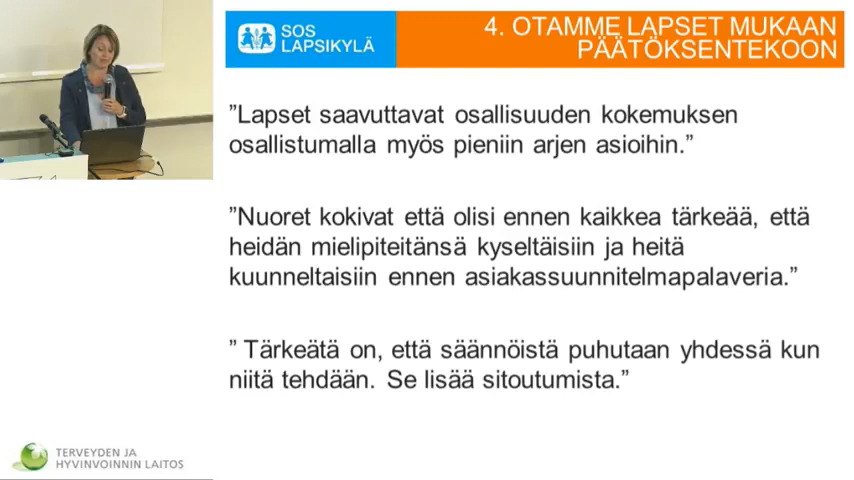 SOS
LAPSIKYLÄ
4. OTAMME LAPSET MUKAAN
PÄÄTÖKSENTEKOON
”Lapset saavuttavat osallisuuden kokemuksen
osallistumalla myös pieniin arjen asioihin.”
”Nuoret kokivat että olisi ennen kaikkea tärkeää, että
heidän mielipiteitänsä kyseltäisiin ja heitä
kuunneltaisiin ennen asiakassuunnitelmapalaveria.”
” Tärkeätä on, että säännöistä puhutaan yhdessä kun
niitä tehdään. Se lisää sitoutumista.”
TERVEYDEN JA
HYVINVOINNIN LAITOS